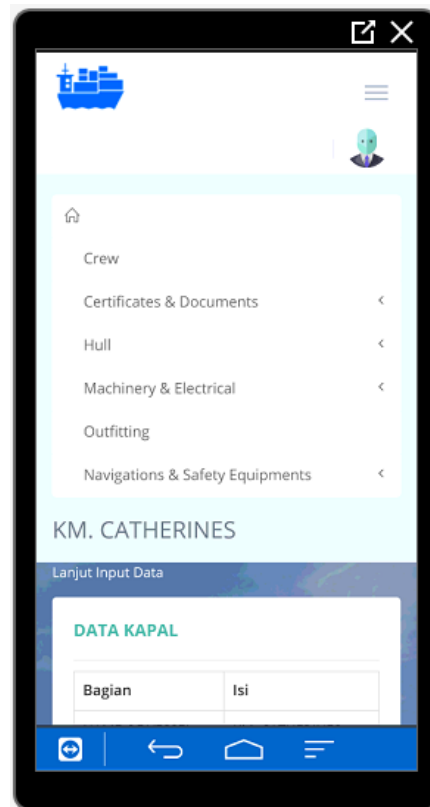 Crew
Certificates & Documents
Hull
Machinery & Electrical
Outfitting
Navigations & Safety Equipments
KM. CATHERINES
Lanjut Input Data
DATA KAPAL
Bagian Isi